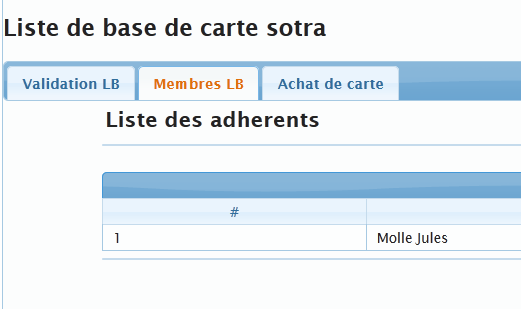 Liste de base de carte sotra
Validation LB Membres LB Achat de carte
Liste des adherents
#
1 Molle Jules